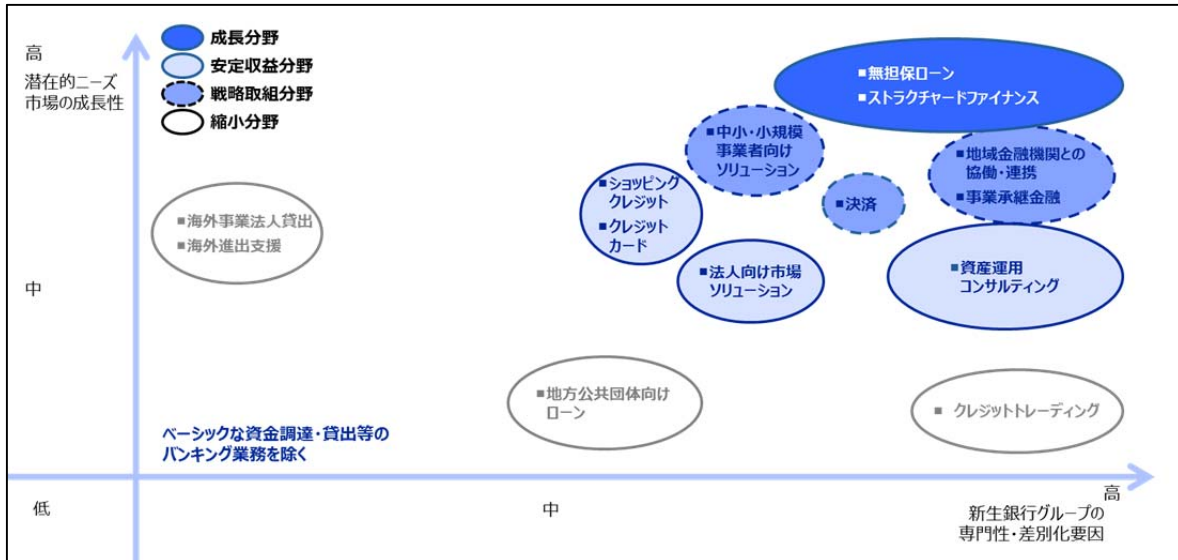 高
潜在的ニーズ
市場の成長性
成長分野
安定収益分野
戦略取組分野
縮小分野
■無担保ローン
■ストラクチャードファイナンス
■中小・小規模
事業者向け
ソリューション
■地域金融機関との
協働・連携
■事業承継金融
■ショッピング
クレジット
■クレジット
カード
■決済
■海外事業法人貸出
■海外進出支援
■法人向け市場
ソリューション
■資産運用
コンサルティング
中
■地方公共団体向け
ローン
■ クレジットトレーディング
ベーシックな資金調達・貸出等の
バンキング業務を除く
低
中
高
新生銀行グループの
専門性・差別化要因